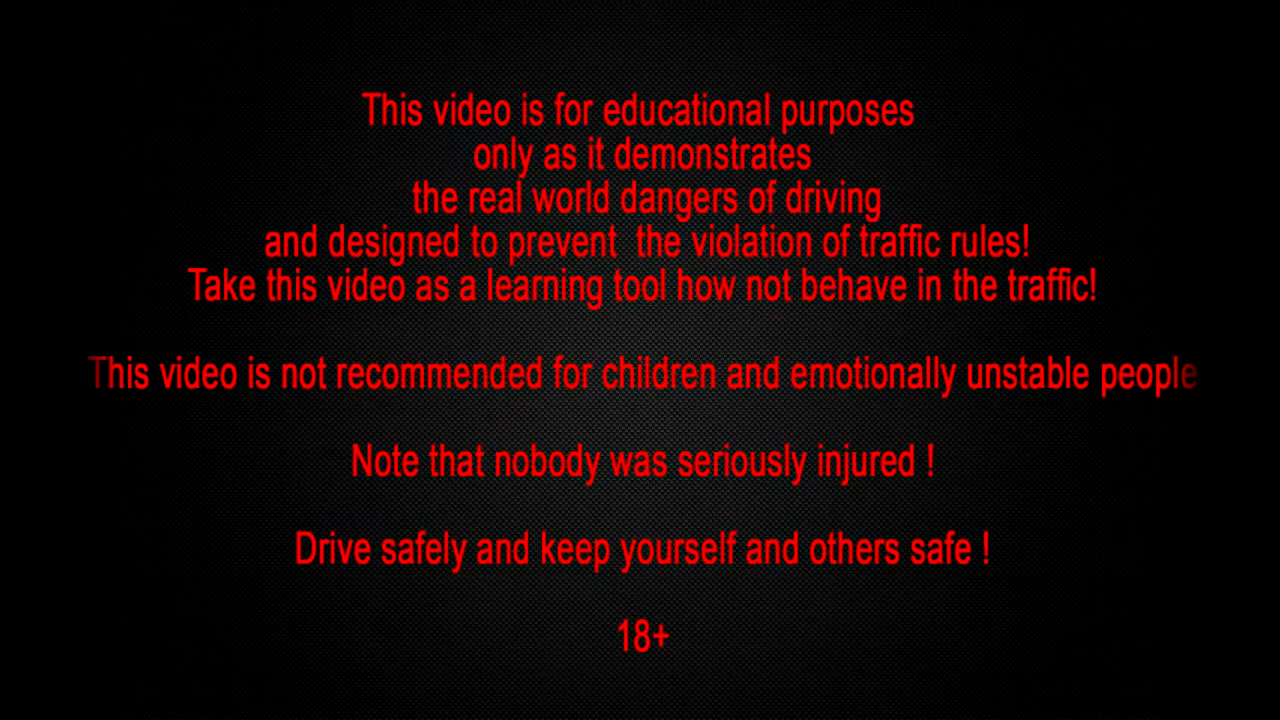 This video is for educational purposes
only as it demonstrates
the real world dangers of driving
and designed to prevent  the violation of traffic rules!
Take this video as a learning tool how not behave in the traffic!
This video is not recommended for children and emotionally unstable people
Note that nobody was seriously injured !
Drive safely and keep yourself and others safe !
18+